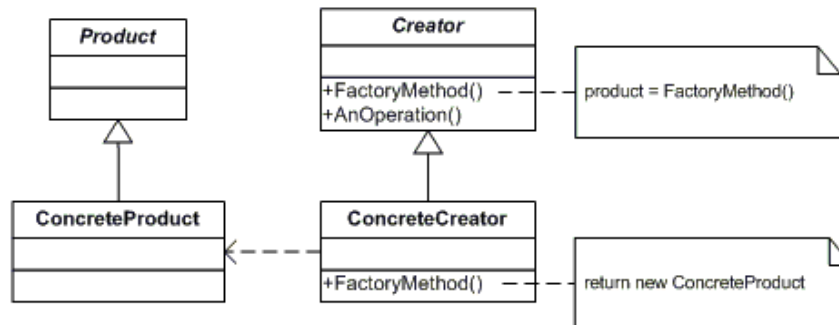 Product
Creator
+FactoryMethod()
+AnOperation()
product = FactoryMethod()
ConcreteProduct
ConcreteCreator
+FactoryMethod()
return new ConcreteProduct